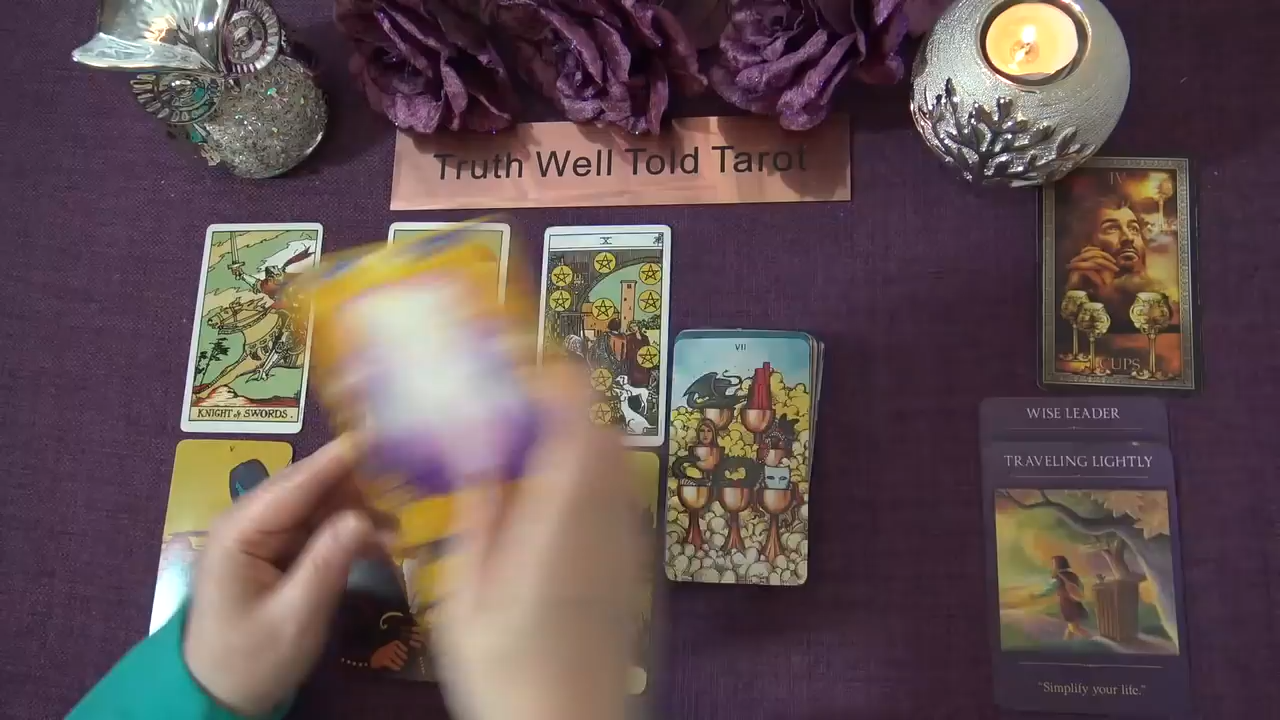 Truth Well Told Tarot
IV
CUPS
X
KNIGHT of SWORDS.
VII
V
WISE LEADER
TRAVELING LIGHTLY
"Simplify your life."